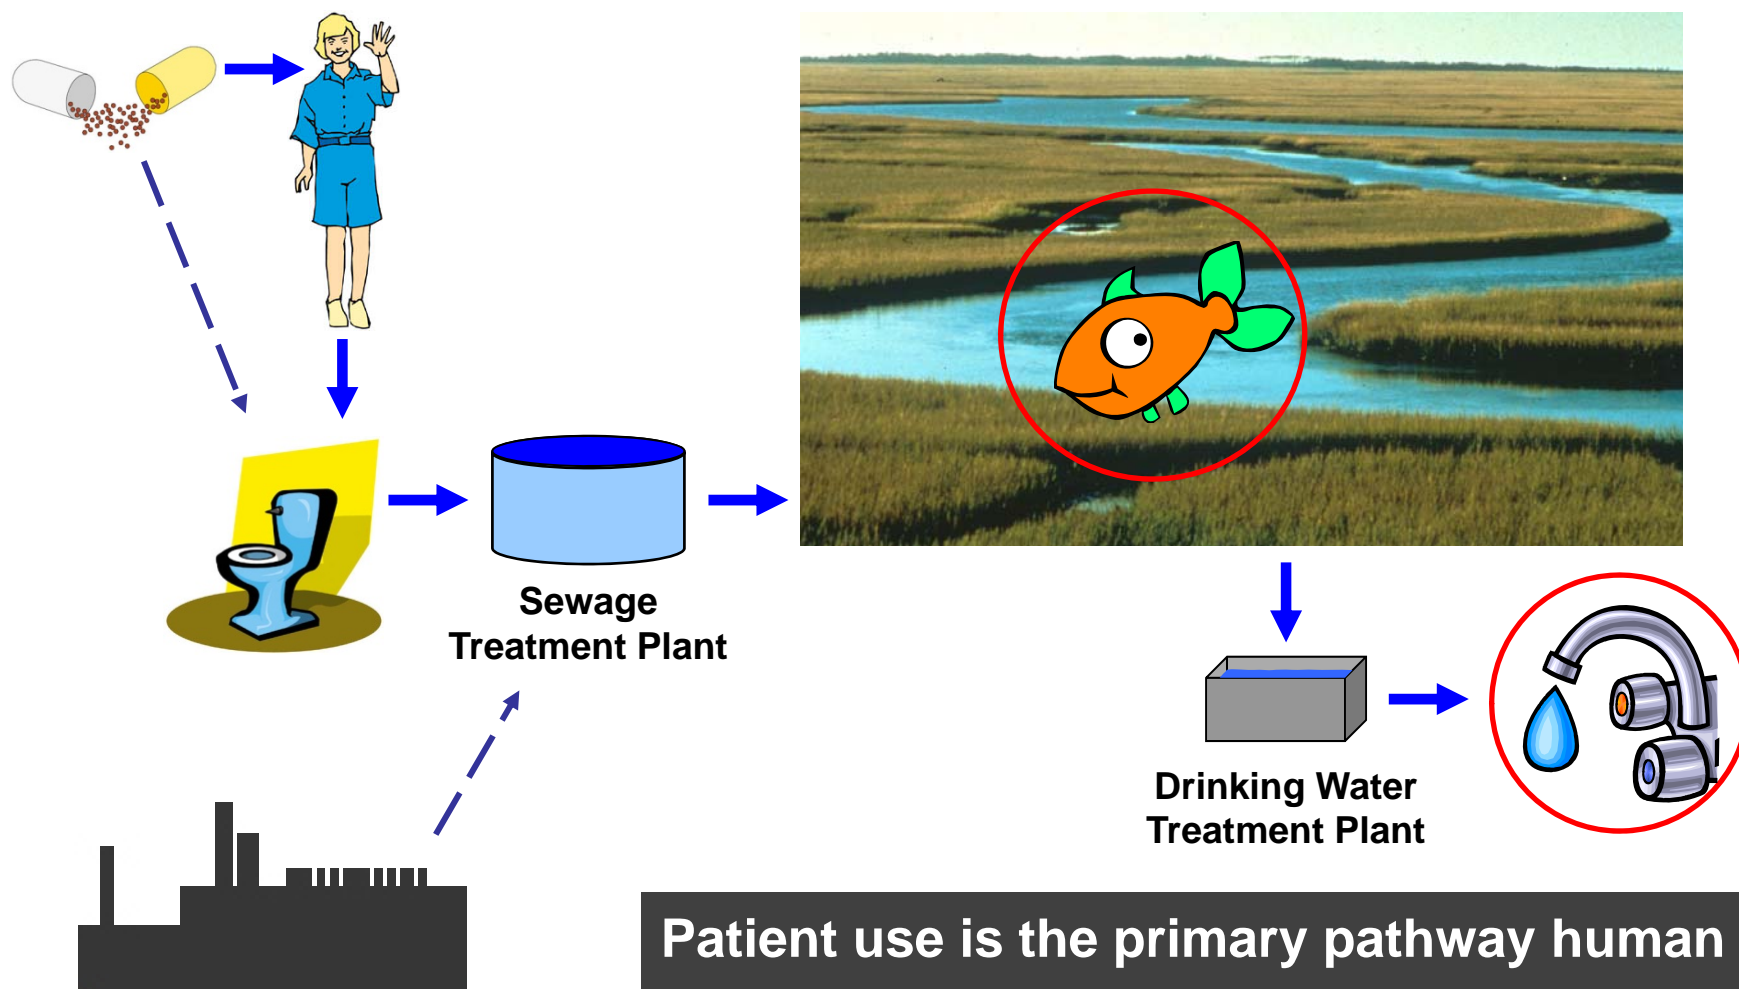 Sewage
Treatment Plant
Drinking Water
Treatment Plant
Patient use is the primary pathway human